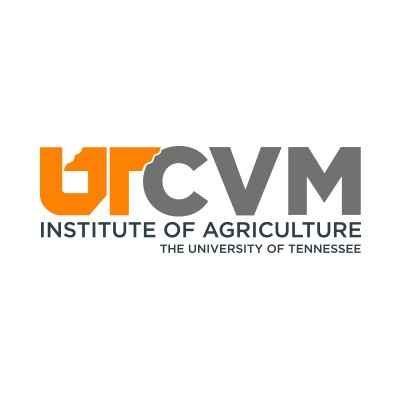 UTCVM
INSTITUTE OF AGRICULTURE
THE UNIVERSITY OF TENNESSEE